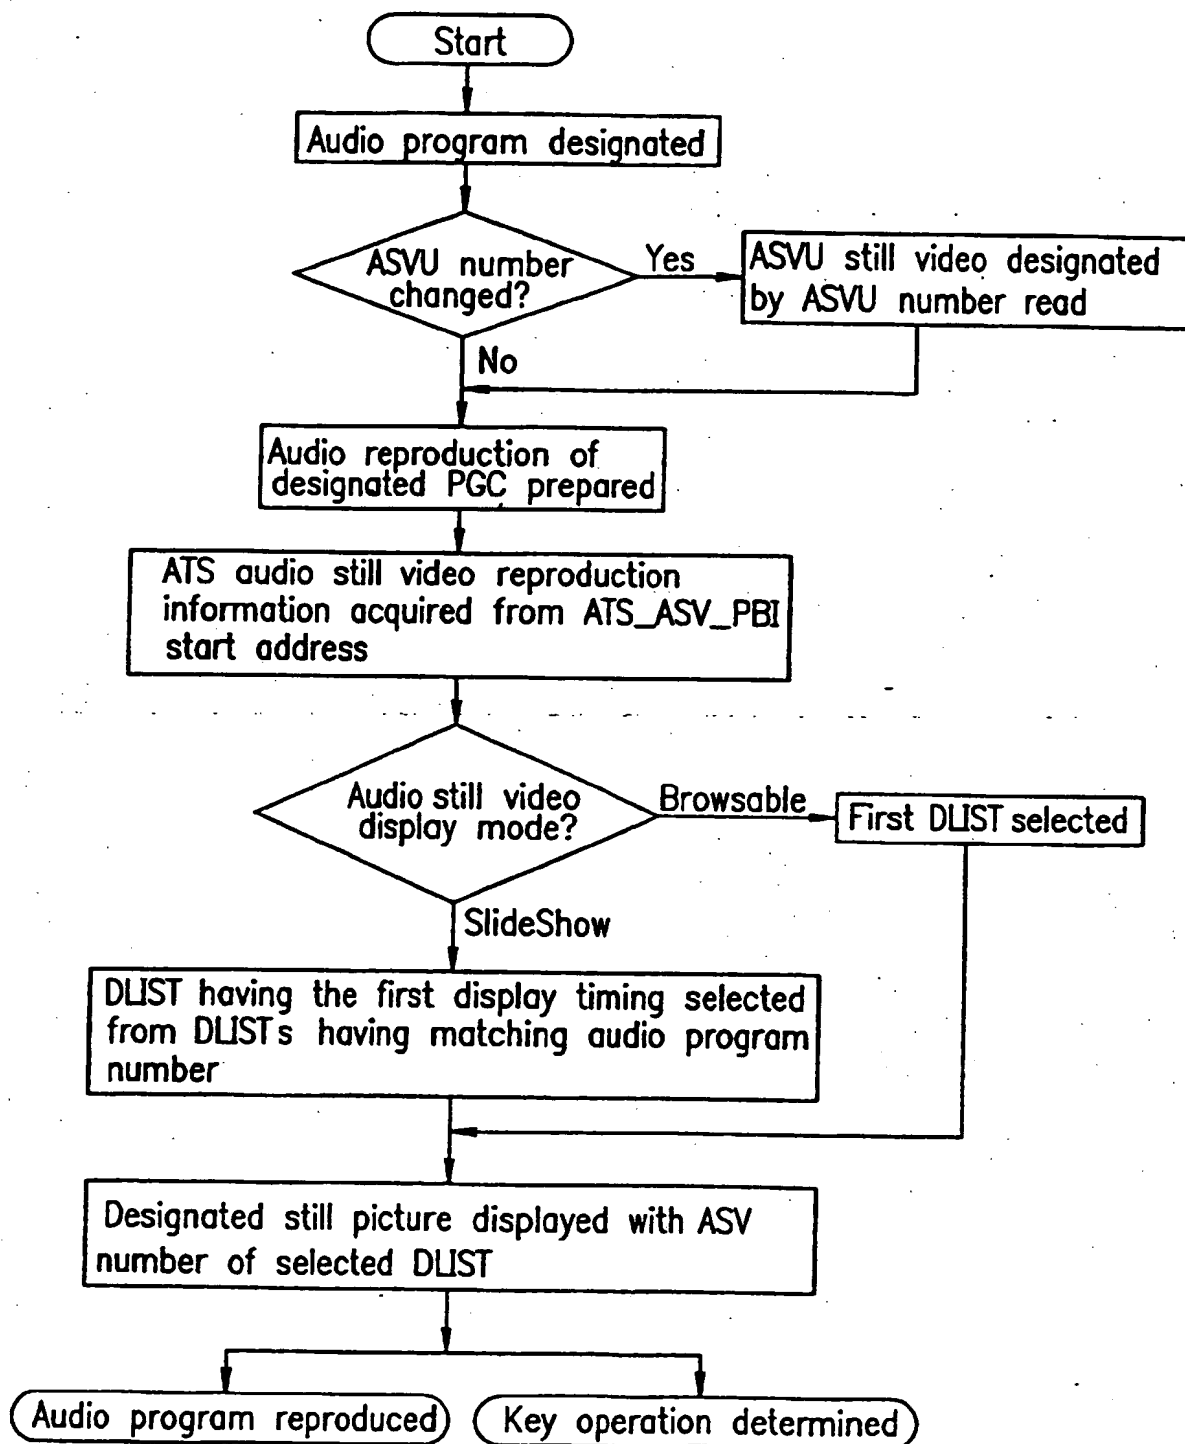 Start
Audio program designated
ASVU number
changed?
Yes
ASVU still video designated
by ASVU number read
No
Audio reproduction of
designated PGC prepared
ATS audio still video reproduction
information acquired from ATS_ASV_PBI
start address
Audio still video
display mode?
Browsable
First DLIST selected
SlideShow
DLIST having the first display timing selected
from DLISTs having matching audio program
number
Designated still picture displayed with ASV
number of selected DLIST
Audio program reproduced
Key operation determined